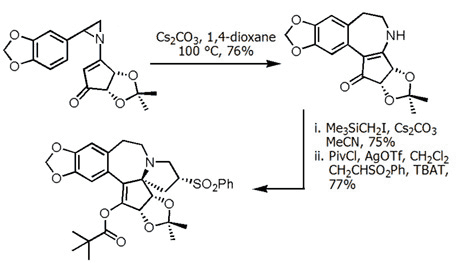 Cs2CO3, 1,4-dioxane
100 °C, 76%
O
O
N
O
O
O
O
O
NH
O
O
O
i. Me3SiCH2I, Cs2CO3
MeCN, 75%
ii. PivCl, AgOTf, CH2Cl2
CH2CHSO2Ph, TBAT,
77%
O
O
N
SO2Ph
O
O
O
O